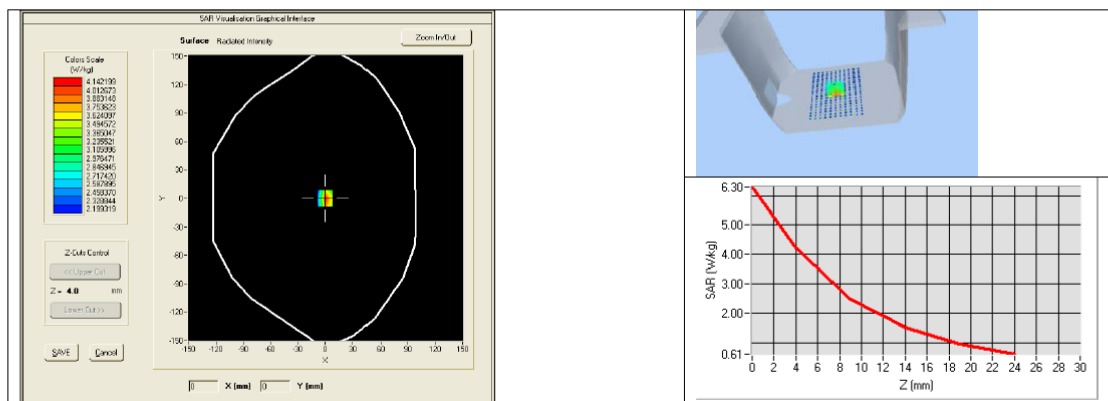 SAR Visualisation Graphical Interface
Surface Radiated Intensity
Zoom In/Out
Colors Scale
(W/kg)
4.142199
4.012673
3.883148
3.753623
3.624097
3.494572
3.365047
3.235521
3.105996
2.976471
2.846945
2.717420
2.587895
2.458370
2.328844
2.199319
150
120
90
60
30
0
-30
-60
-90
-120
-150
Y
-150 -120 -90 -60 -30 0 30 60 90 120 150
X
Z-Cuts Control
<< Upper Cut
Z = 4.0 mm
Lower Cut >>
SAVE Cancel
0 X (mm) 0 Y (mm)
6.30
5.00
4.00
3.00
2.00
0.61
SAR (W/kg)
0 2 4 6 8 10 12 14 16 18 20 22 24 26 28 30
Z (mm)